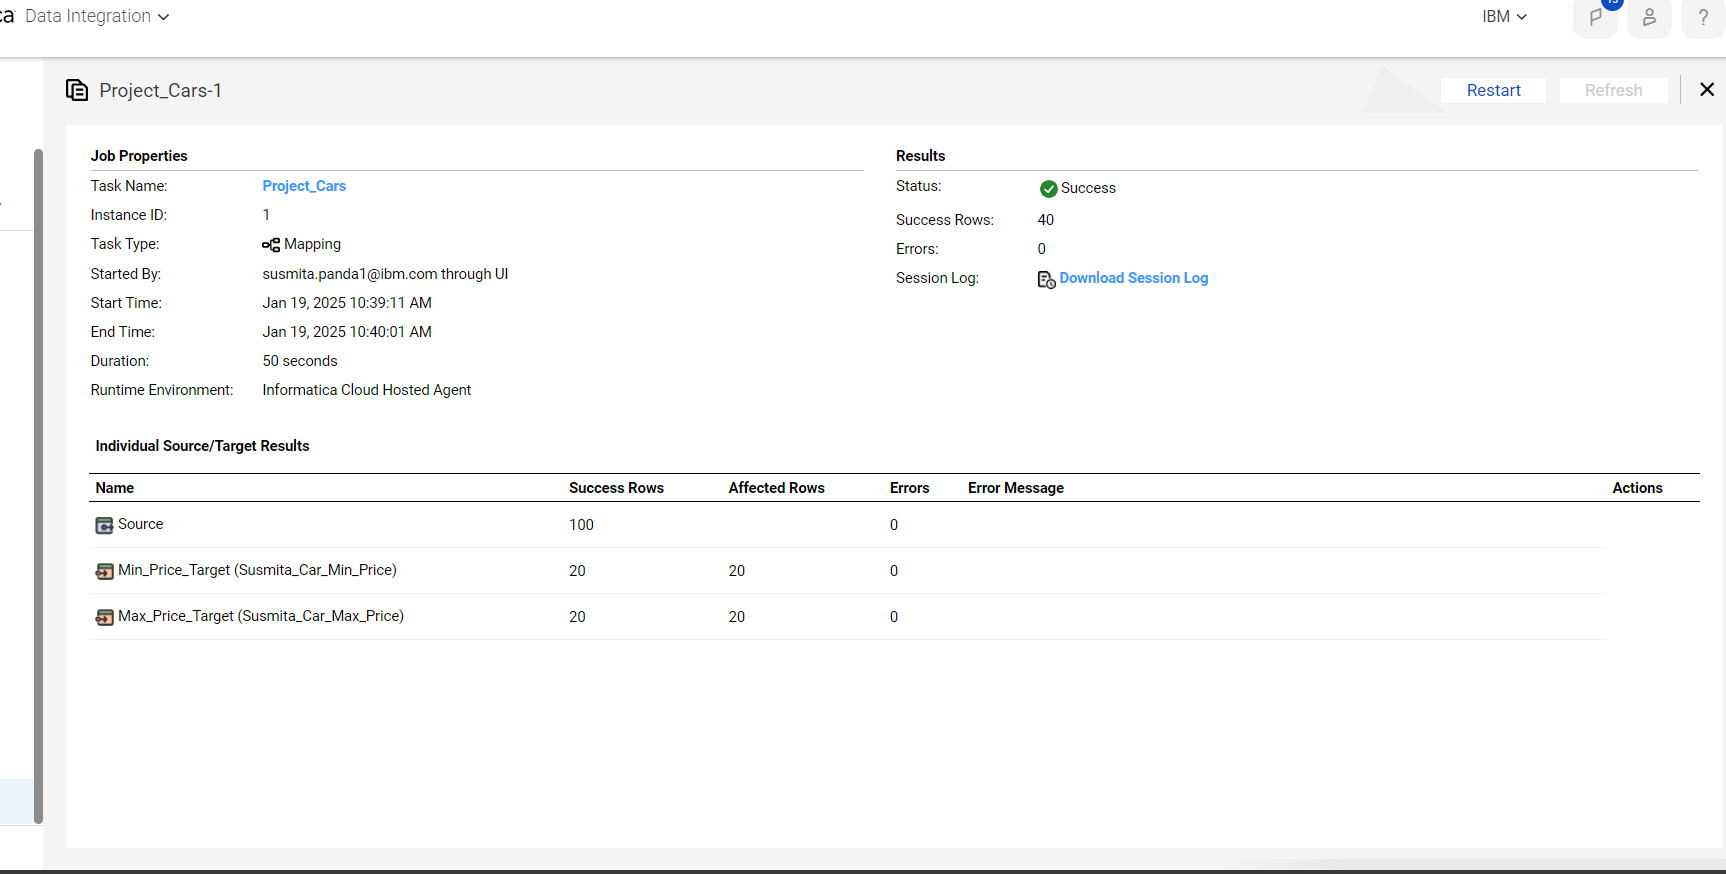 ca Data Integration IBM
Project_Cars-1 Restart Refresh
Job Properties
Task Name: Project_Cars
Instance ID: 1
Task Type: Mapping
Started By: susmita.panda1@ibm.com through UI
Start Time: Jan 19, 2025 10:39:11 AM
End Time: Jan 19, 2025 10:40:01 AM
Duration: 50 seconds
Runtime Environment: Informatica Cloud Hosted Agent
Results
Status: Success
Success Rows: 40
Errors: 0
Session Log: Download Session Log
Individual Source/Target Results
Name Success Rows Affected Rows Errors Error Message Actions
Source 100 0
Min_Price_Target (Susmita_Car_Min_Price) 20 20 0
Max_Price_Target (Susmita_Car_Max_Price) 20 20 0